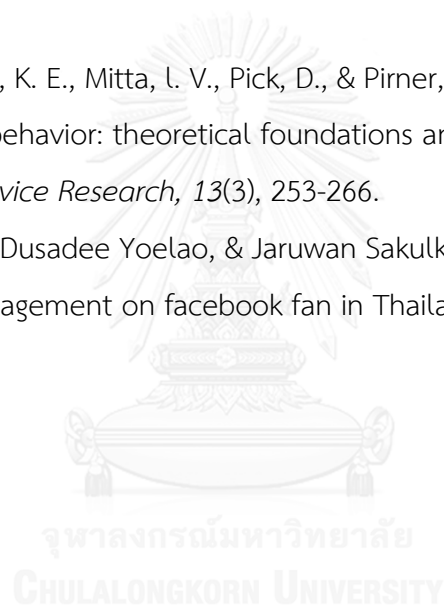 , K. E., Mitta, l. V., Pick, D., & Pirner,
behavior: theoretical foundations ar
vice Research, 13(3), 253-266.
Dusadee Yoelao, & Jaruwan Sakulk
agement on facebook fan in Thaila
จุฬาลงกรณ์มหาวิทยาลัย
CHULALONGKORN UNIVERSITY